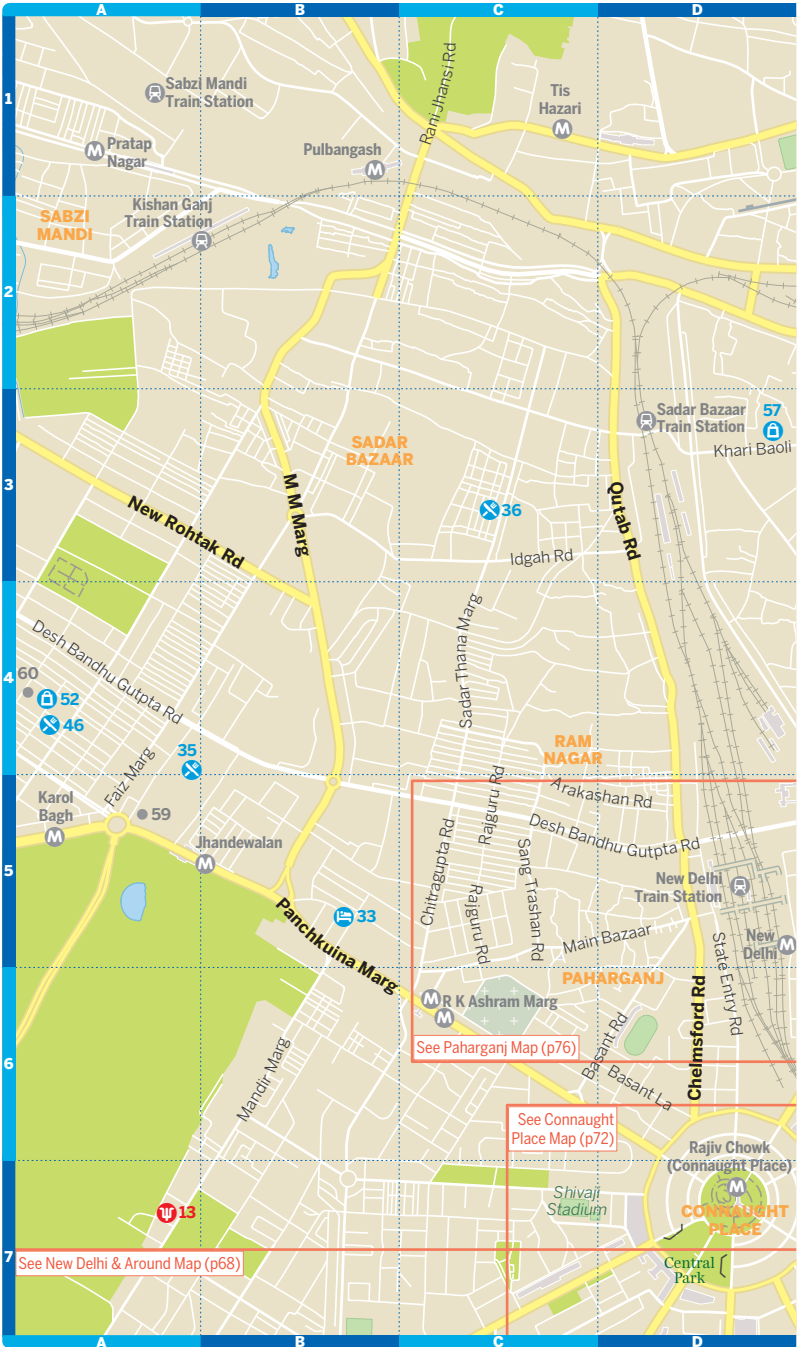 A
B
C
D
1
Sabzi Mandi
Train Station
Rani Jhansi Rd
Tis
Hazari
Pratap
Nagar
Pulbangash
SABZI
MANDI
Kishan Ganj
Train Station
2
Sadar Bazaar
Train Station
57
Khari Baoli
SADAR
BAZAAR
3
M M Marg
New Rohtak Rd
36
Qutab Rd
Idgah Rd
Desh Bandhu Gutpta Rd
Sadar Thana Marg
4
60
52
46
35
RAM
NAGAR
Faiz Marg
Karol
Bagh
59
Arakashan Rd
Rajguru Rd
Desh Bandhu Gutpta Rd
Jhandewalan
Chitragupta Rd
Sang Trashan Rd
5
New Delhi
Train Station
33
Rajguru Rd
Main Bazaar
New
Delhi
State Entry Rd
Panchkuina Marg
PAHARGANJ
R K Ashram Marg
Chelmsford Rd
See Paharganj Map (p76)
Basant Rd
Basant La
6
Mandir Marg
See Connaught
Place Map (p72)
Rajiv Chowk
(Connaught Place)
Shivaji
Stadium
13
CONNAUGHT
PLACE
7
See New Delhi & Around Map (p68)
Central
Park
A
B
C
D